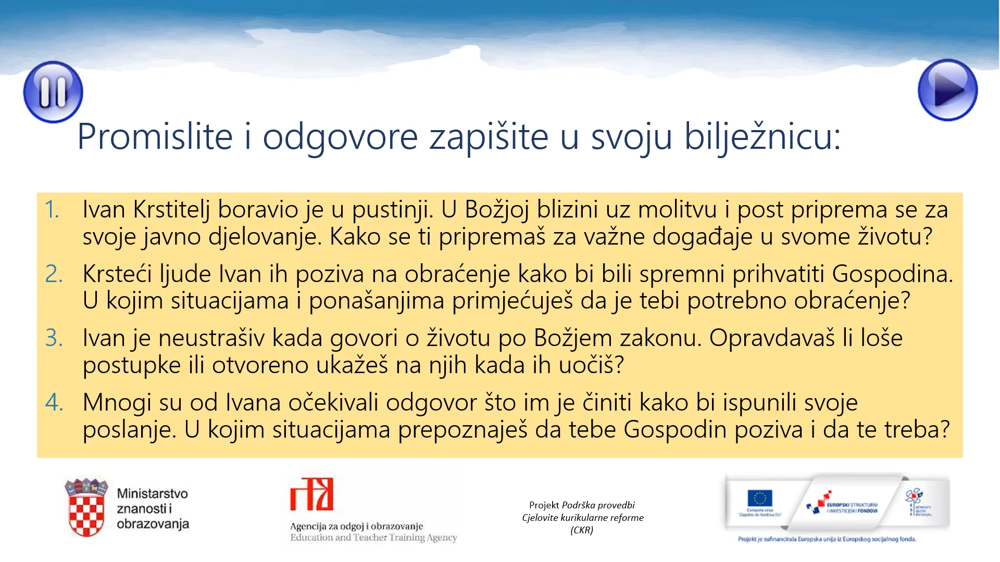 Promislite i odgovore zapišite u svoju bilježnicu:
1. Ivan Krstitelj boravio je u pustinji. U Božjoj blizini uz molitvu i post priprema se za
svoje javno djelovanje. Kako se ti pripremaš za važne događaje u svome životu?
2. Krsteći ljude Ivan ih poziva na obraćenje kako bi bili spremni prihvatiti Gospodina.
U kojim situacijama i ponašanjima primjećuješ da je tebi potrebno obraćenje?
3. Ivan je neustrašiv kada govori o životu po Božjem zakonu. Opravdavaš li loše
postupke ili otvoreno ukažeš na njih kada ih uočiš?
4. Mnogi su od Ivana očekivali odgovor što im je činiti kako bi ispunili svoje
poslanje. U kojim situacijama prepoznaješ da tebe Gospodin poziva i da te treba?
Ministarstvo
znanosti i
obrazovanja
Agencija za odgoj i obrazovanje
Education and Teacher Training Agency
Projekt Podrška provedbi
Cjelovite kurikularne reforme
(CKR)
Europska unija
"Zajedno do fondova EU"
EUROPSKI STRUKTURNI
I INVESTICIJSKI FONDOVI
ESF
UČINKOVITI
LJUDSKI
POTENCIJALI
Projekt je sufinancirala Europska unija iz Europskog socijalnog fonda.